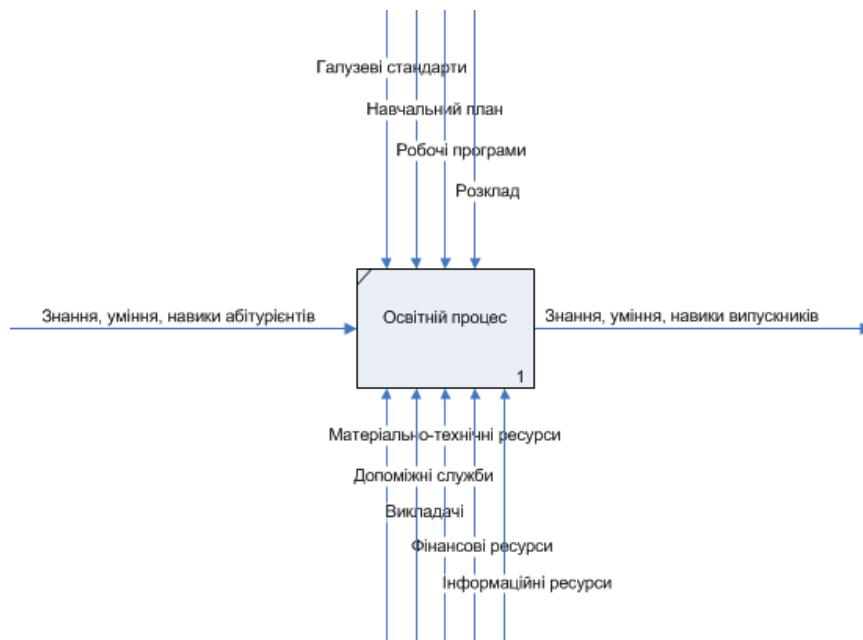 Галузеві стандарти
Навчальний план
Робочі програми
Розклад
Знання, уміння, навики абітурієнтів
Освітній процес
Знання, уміння, навики випускників
1
Матеріально-технічні ресурси
Допоміжні служби
Викладачі
Фінансові ресурси
Інформаційні ресурси